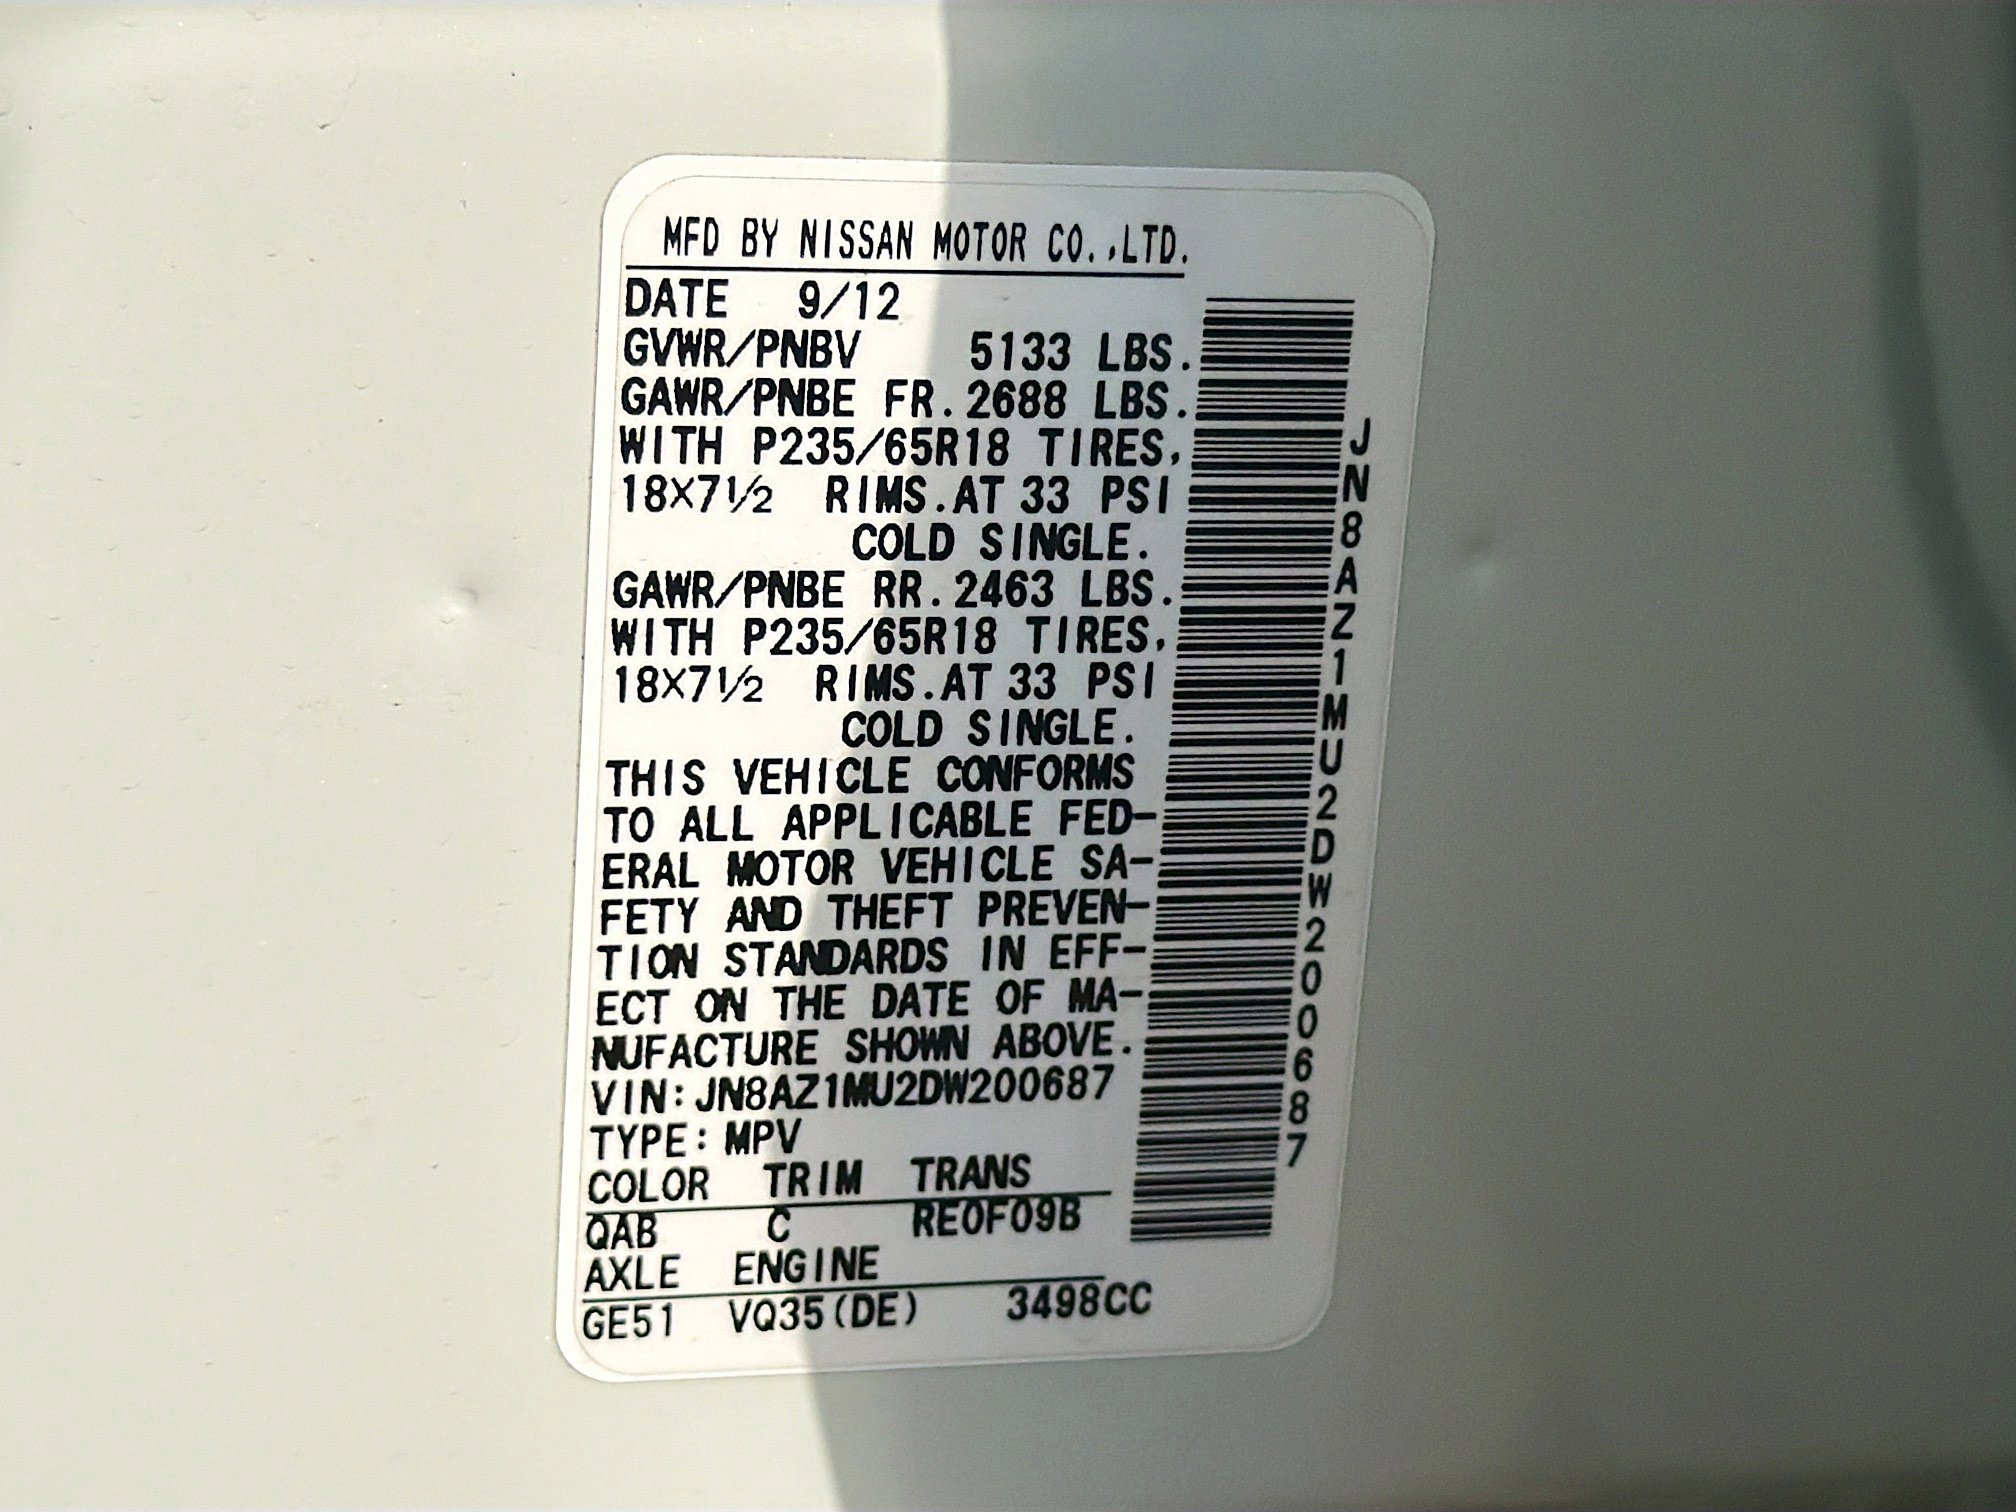 MFD BY NISSAN MOTOR CO.,LTD.
DATE 9/12
GVWR/PNBV 5133 LBS.
GAWR/PNBE FR.2688 LBS.
WITH P235/65R18 TIRES,
18X7½ RIMS.AT 33 PSI
COLD SINGLE.
GAWR/PNBE RR.2463 LBS.
WITH P235/65R18 TIRES,
18X7½ RIMS.AT 33 PSI
COLD SINGLE.
THIS VEHICLE CONFORMS
TO ALL APPLICABLE FED-
ERAL MOTOR VEHICLE SA-
FETY AND THEFT PREVEN-
TION STANDARDS IN EFF-
ECT ON THE DATE OF MA-
NUFACTURE SHOWN ABOVE.
VIN:JN8AZ1MU2DW200687
TYPE:MPV
COLOR TRIM TRANS
QAB C RE0F09B
AXLE ENGINE
GE51 VQ35(DE) 3498CC
JN8AZ1MU2DW200687